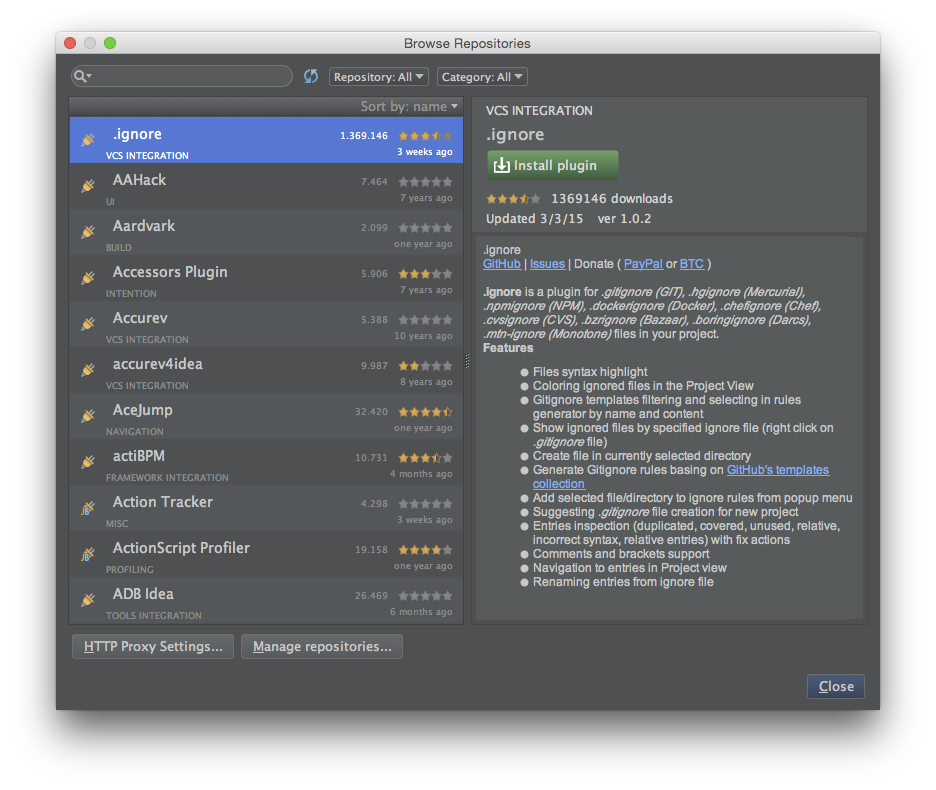 Browse Repositories
Repository: All
Category: All
Sort by: name
.ignore
1.369.146
VCS INTEGRATION
3 weeks ago
AAHack
7.464
UI
7 years ago
Aardvark
2.099
BUILD
one year ago
Accessors Plugin
5.906
INTENTION
7 years ago
Accurev
5.388
VCS INTEGRATION
10 years ago
accurev4idea
9.987
VCS INTEGRATION
8 years ago
AceJump
32.420
NAVIGATION
one year ago
actiBPM
10.731
FRAMEWORK INTEGRATION
4 months ago
Action Tracker
4.298
MISC
3 weeks ago
ActionScript Profiler
19.158
PROFILING
one year ago
ADB Idea
26.469
TOOLS INTEGRATION
6 months ago
VCS INTEGRATION
.ignore
Install plugin
1369146 downloads
Updated 3/3/15 ver 1.0.2
.ignore
GitHub | Issues | Donate ( PayPal or BTC )
.ignore is a plugin for .gitignore (GIT), .hgignore (Mercurial),
.npmignore (NPM), .dockerignore (Docker), .chefignore (Chef),
.cvsignore (CVS), .bzrignore (Bazaar), .boringignore (Darcs),
.mtn-ignore (Monotone) files in your project.
Features
Files syntax highlight
Coloring ignored files in the Project View
Gitignore templates filtering and selecting in rules
generator by name and content
Show ignored files by specified ignore file (right click on
.gitignore file)
Create file in currently selected directory
Generate Gitignore rules basing on GitHub's templates
collection
Add selected file/directory to ignore rules from popup menu
Suggesting .gitignore file creation for new project
Entries inspection (duplicated, covered, unused, relative,
incorrect syntax, relative entries) with fix actions
Comments and brackets support
Navigation to entries in Project view
Renaming entries from ignore file
HTTP Proxy Settings...
Manage repositories...
Close